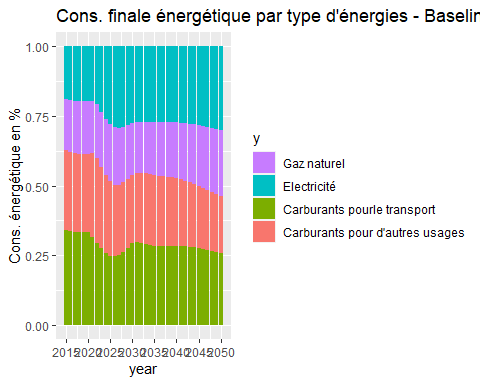 Cons. finale énergétique par type d'énergies - Baselin
Cons. énergétique en %
1.00
0.75
0.50
0.25
0.00
2015 2020 2025 2030 2035 2040 2045 2050
year
y
Gaz naturel
Electricité
Carburants pourle transport
Carburants pour d'autres usages